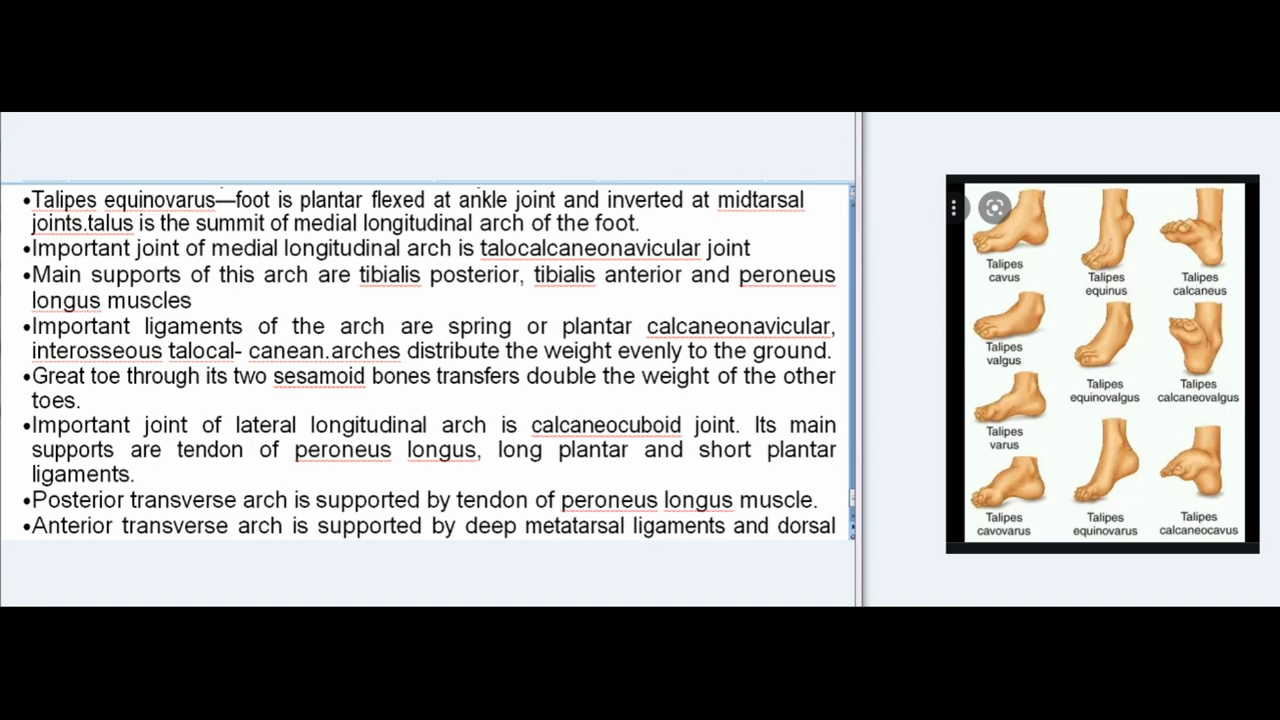 •Talipes equinovarus—foot is plantar flexed at ankle joint and inverted at midtarsal
joints.talus is the summit of medial longitudinal arch of the foot.
•Important joint of medial longitudinal arch is talocalcaneonavicular joint
•Main supports of this arch are tibialis posterior, tibialis anterior and peroneus
longus muscles
•Important ligaments of the arch are spring or plantar calcaneonavicular,
interosseous talocal- canean.arches distribute the weight evenly to the ground.
•Great toe through its two sesamoid bones transfers double the weight of the other
toes.
•Important joint of lateral longitudinal arch is calcaneocuboid joint. Its main
supports are tendon of peroneus longus, long plantar and short plantar
ligaments.
•Posterior transverse arch is supported by tendon of peroneus longus muscle.
•Anterior transverse arch is supported by deep metatarsal ligaments and dorsal
Talipes
cavus
Talipes
equinus
Talipes
calcaneus
Talipes
valgus
Talipes
equinovalgus
Talipes
calcaneovalgus
Talipes
varus
Talipes
cavovarus
Talipes
equinovarus
Talipes
calcaneocavus